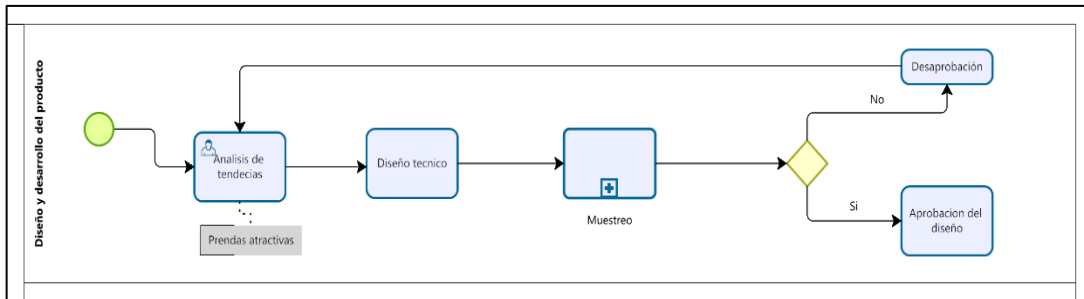 Diseño y desarrollo del producto
Desaprobación
No
Analisis de
tendecias
Diseño tecnico
Muestreo
Si
Aprobacion del
diseño
Prendas atractivas